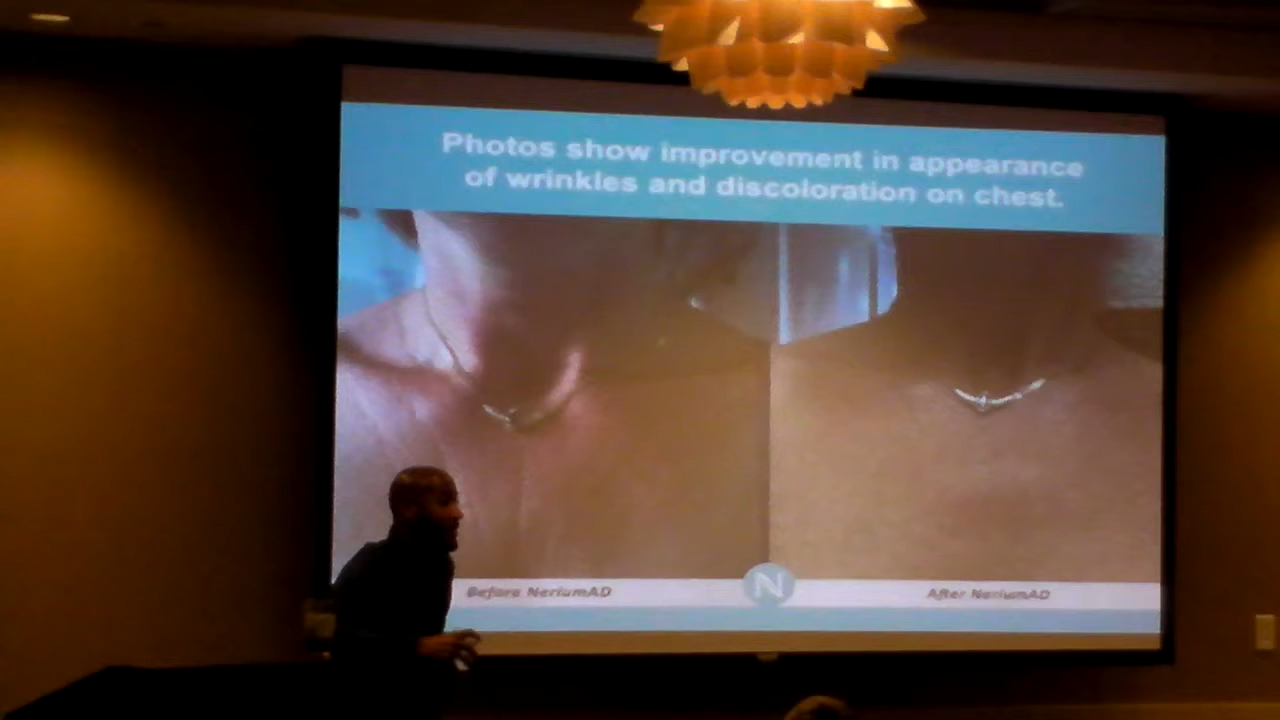 Photos show improvement in appearance
of wrinkles and discoloration on chest.
N
Before NeriumAD
After NeriumAD